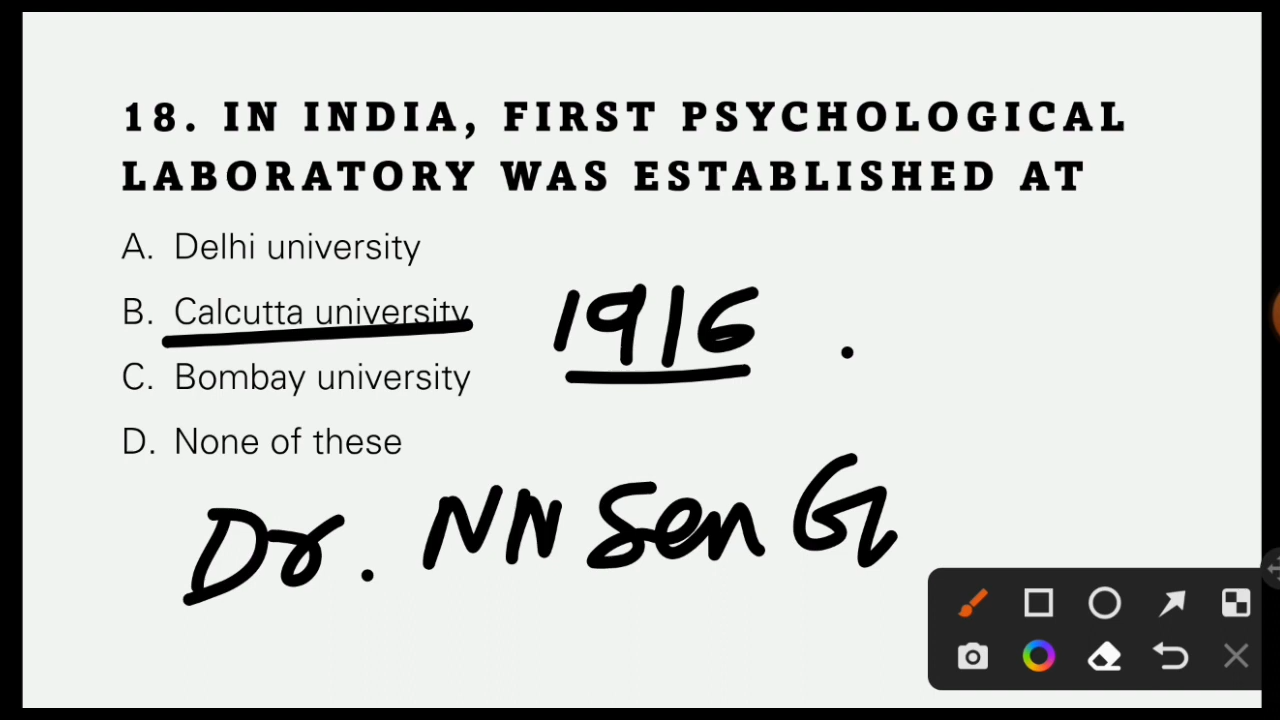 18. IN INDIA, FIRST PSYCHOLOGICAL
LABORATORY WAS ESTABLISHED AT
A. Delhi university
B. Calcutta university
1916 .
C. Bombay university
D. None of these
Dr. NN Sen G